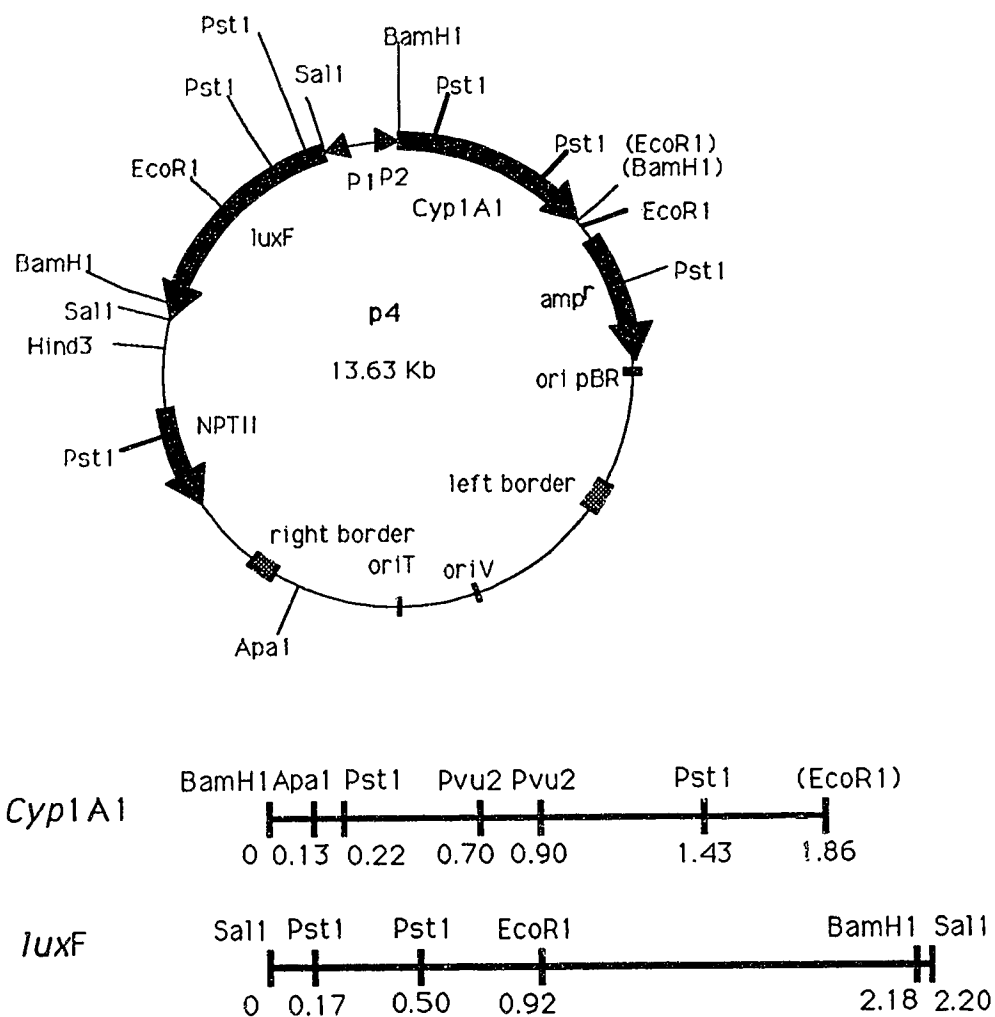 Pst1
BamH1
Sal1
Pst1
Pst1
Pst1 (EcoR1)
(BamH1)
EcoR1
P1 P2
Cyp1A1
EcoR1
luxF
Pst1
BamH1
amp r
Sal1
p4
Hind3
13.63 Kb
ori pBR
NPTII
Pst1
left border
right border
oriT
oriV
Apa1
BamH1 Apa1 Pst1 Pvu2 Pvu2 Pst1 (EcoR1)
Cyp1A1
0 0.13 0.22 0.70 0.90 1.43 1.86
Sal1 Pst1 Pst1 EcoR1 BamH1 Sal1
luxF
0 0.17 0.50 0.92 2.18 2.20